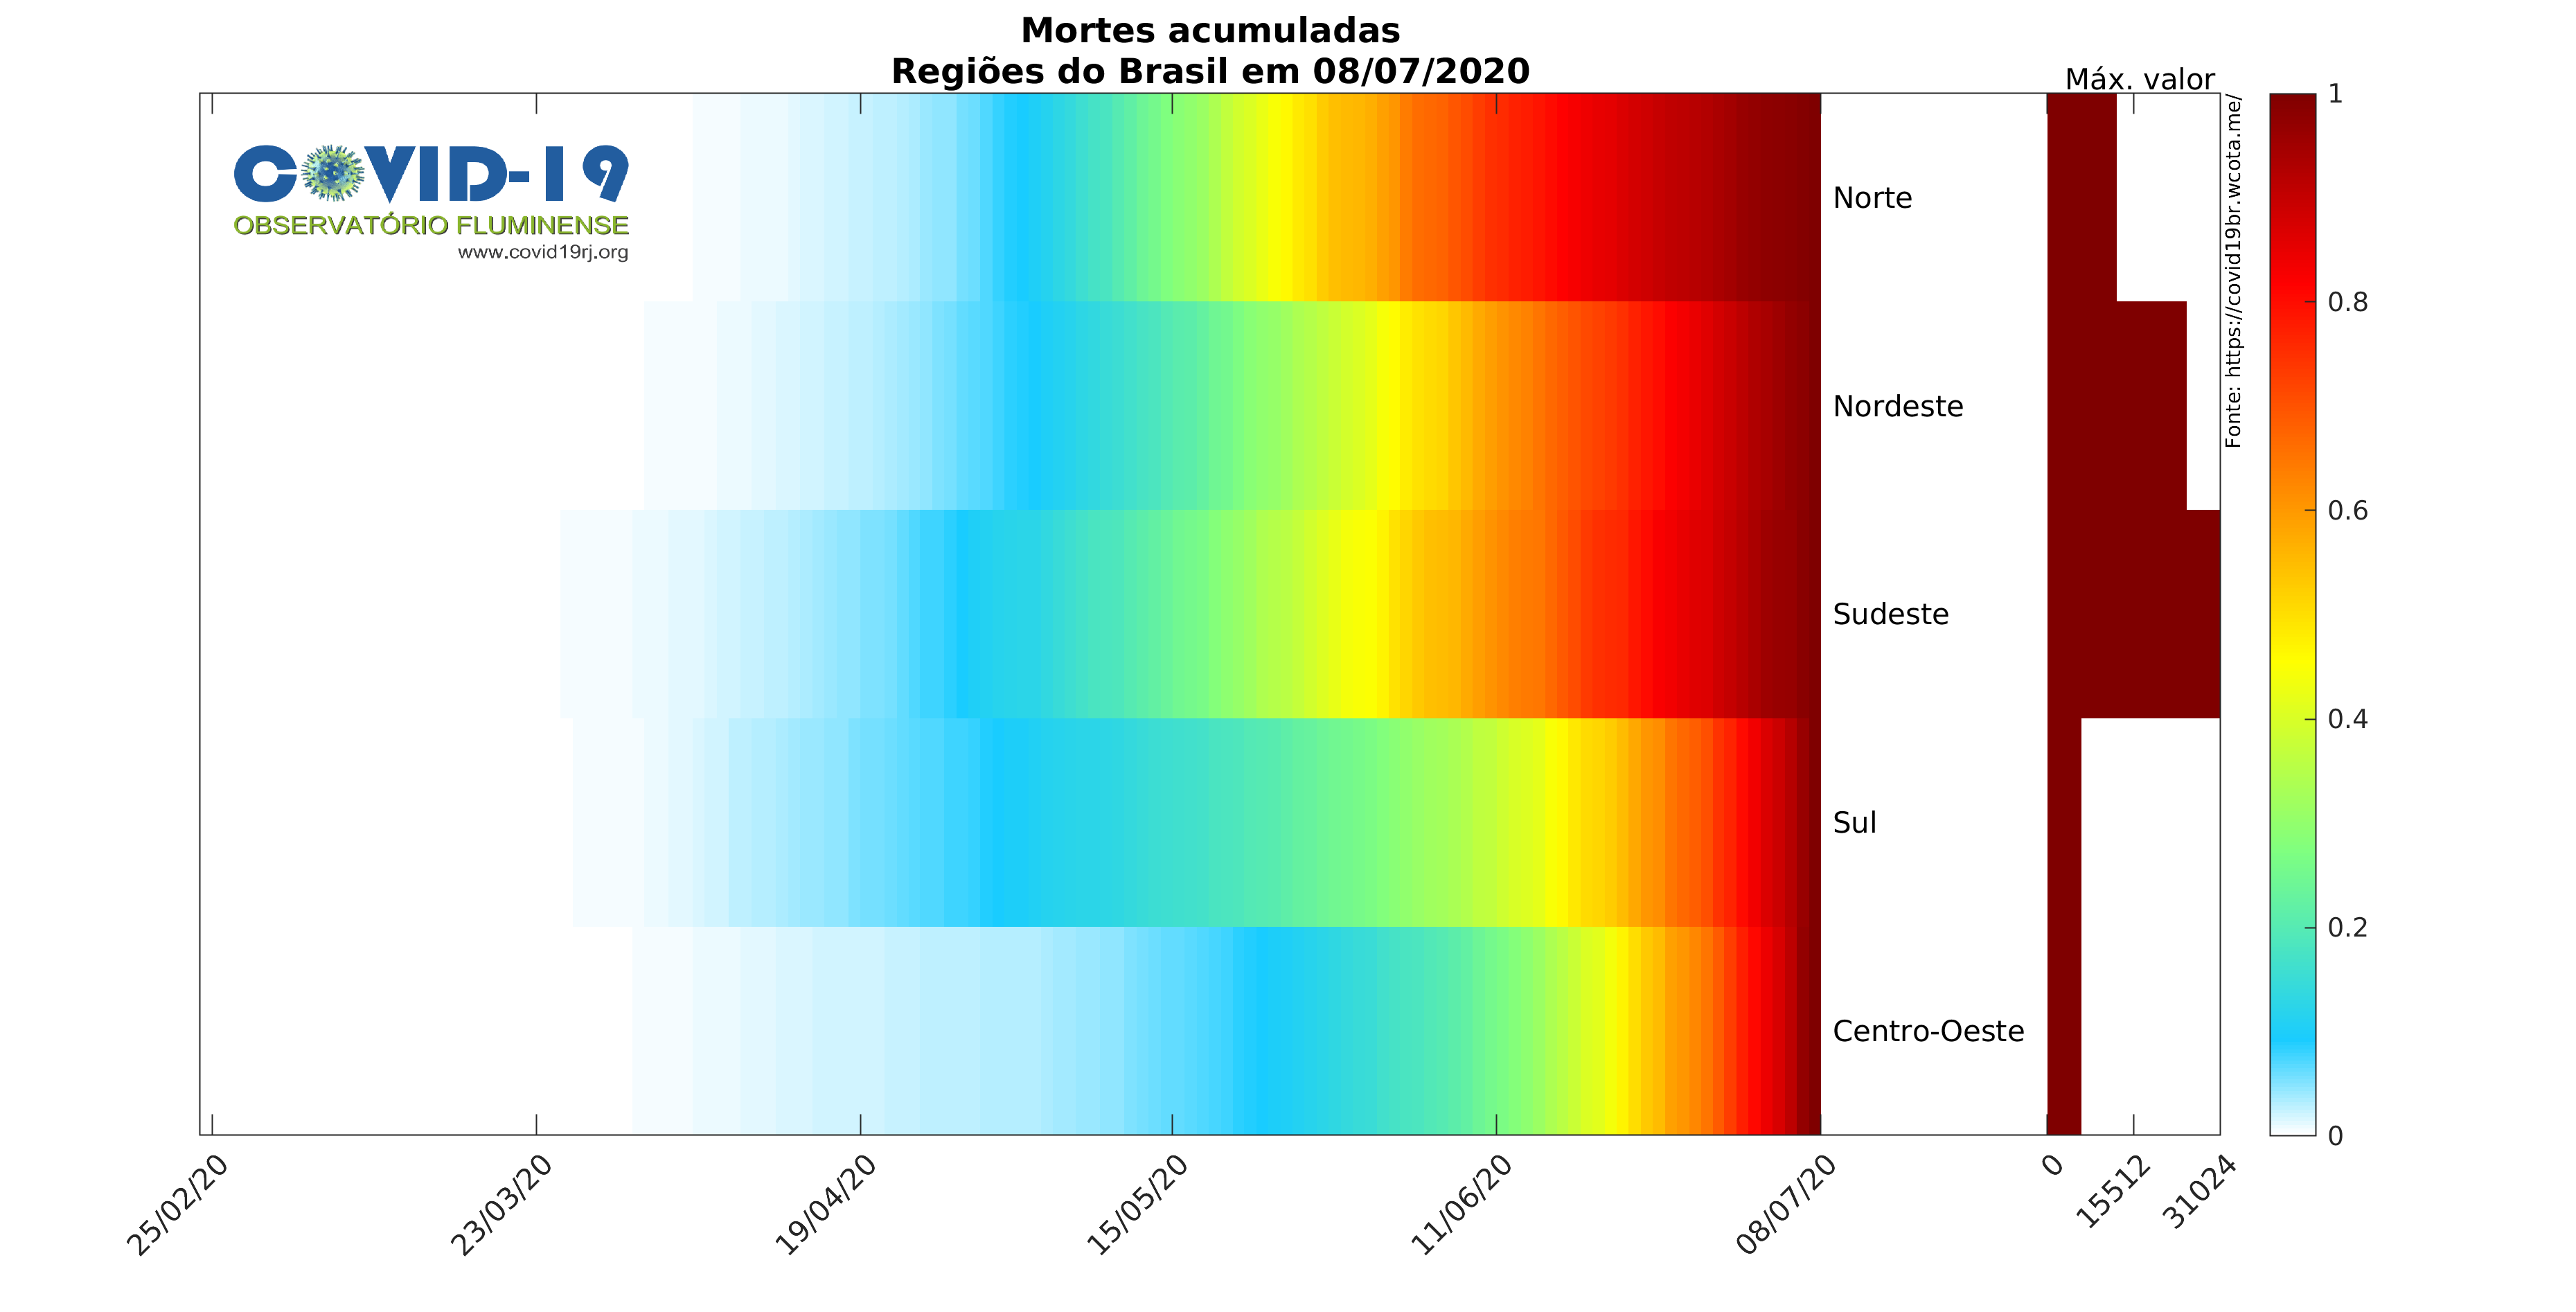 Mortes acumuladas
Regiões do Brasil em 08/07/2020
Máx. valor
COVID-19
OBSERVATÓRIO FLUMINENSE
www.covid19rj.org
Norte
Nordeste
Sudeste
Sul
Centro-Oeste
Fonte: https://covid19br.wcota.me/
1
0.8
0.6
0.4
0.2
0
25/02/20
23/03/20
19/04/20
15/05/20
11/06/20
08/07/20
0
15512
31024